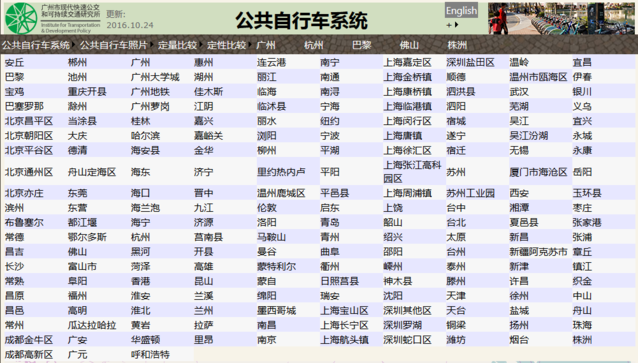 广州市现代快速公交
和可持续交通研究所
Institute for Transportation
& Development Policy
更新:
2016.10.24
公共自行车系统
English
公共自行车系统 公共自行车照片 定量比较 定性比较 广州 杭州 巴黎 佛山 株洲
安丘 郴州 广州 惠州 连云港 南宁 上海嘉定区 深圳盐田区 温岭 宜昌
巴黎 池州 广州大学城 湖州 丽江 南通 上海金桥镇 顺德 温州市瓯海区 伊春
宝鸡 重庆开县 广州地铁 佳木斯 临海 南浔 上海康桥镇 泗洪县 武汉 银川
巴塞罗那 滁州 广州萝岗 江阴 临沭县 宁海 上海临港镇 泗阳 芜湖 义乌
北京昌平区 当涂县 桂林 嘉兴 丽水 纽约 上海闵行区 宿城 吴江 宜兴
北京朝阳区 大庆 哈尔滨 嘉峪关 浏阳 宁波 上海唐镇 遂宁 吴江汾湖 永城
北京平谷区 德清 海安县 金华 柳州 平湖 上海徐汇区 宿迁 无锡 永康
北京通州区 舟山定海区 海东 济宁 里约热内卢 平阳 上海张江高科园区 苏州 厦门市海沧区 岳阳
北京亦庄 东莞 海口 晋中 温州鹿城区 平邑县 上海周浦镇 苏州工业园 西安 玉环县
滨州 东营 海兰泡 九江 伦敦 启东 上饶 台中 湘潭 枣庄
布鲁塞尔 都江堰 海宁 济源 洛阳 青岛 韶山 台北 夏邑县 张家港
常德 鄂尔多斯 杭州 莒南县 马鞍山 青州 绍兴 太原 新昌 张浦
昌吉 佛山 黑河 开县 曼谷 曲阜 邵阳 台州 新疆阿克苏市 章丘
长沙 富山市 菏泽 高雄 蒙特利尔 衢州 嵊州 泰州 新津 镇江
常熟 阜阳 香港 昆山 蒙自 日照莒县 神木县 滕州 许昌 织金
昌原 福州 淮安 兰溪 绵阳 瑞安 沈阳 天津 徐州 中山
昌邑 高明 淮北 兰州 墨西哥城 上海宝山区 深圳其他区 天台 盐城 舟山
常州 瓜达拉哈拉 黄岩 拉萨 南昌 上海长宁区 深圳罗湖 铜梁 扬州 珠海
成都金牛区 广安 华盛顿 里昂 南京 上海航头镇 深圳蛇口区 潍坊 烟台 株洲
成都高新区 广元 呼和浩特